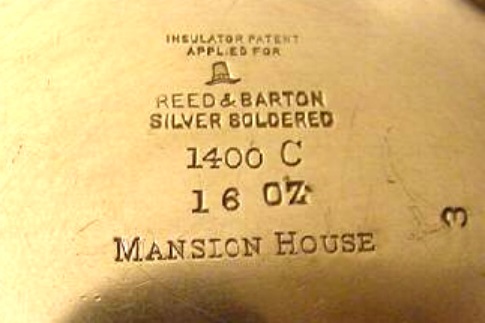 INSULATOR PATENT
APPLIED FOR
REED & BARTON
SILVER SOLDERED
1400 C
16 OZ
MANSION HOUSE
3